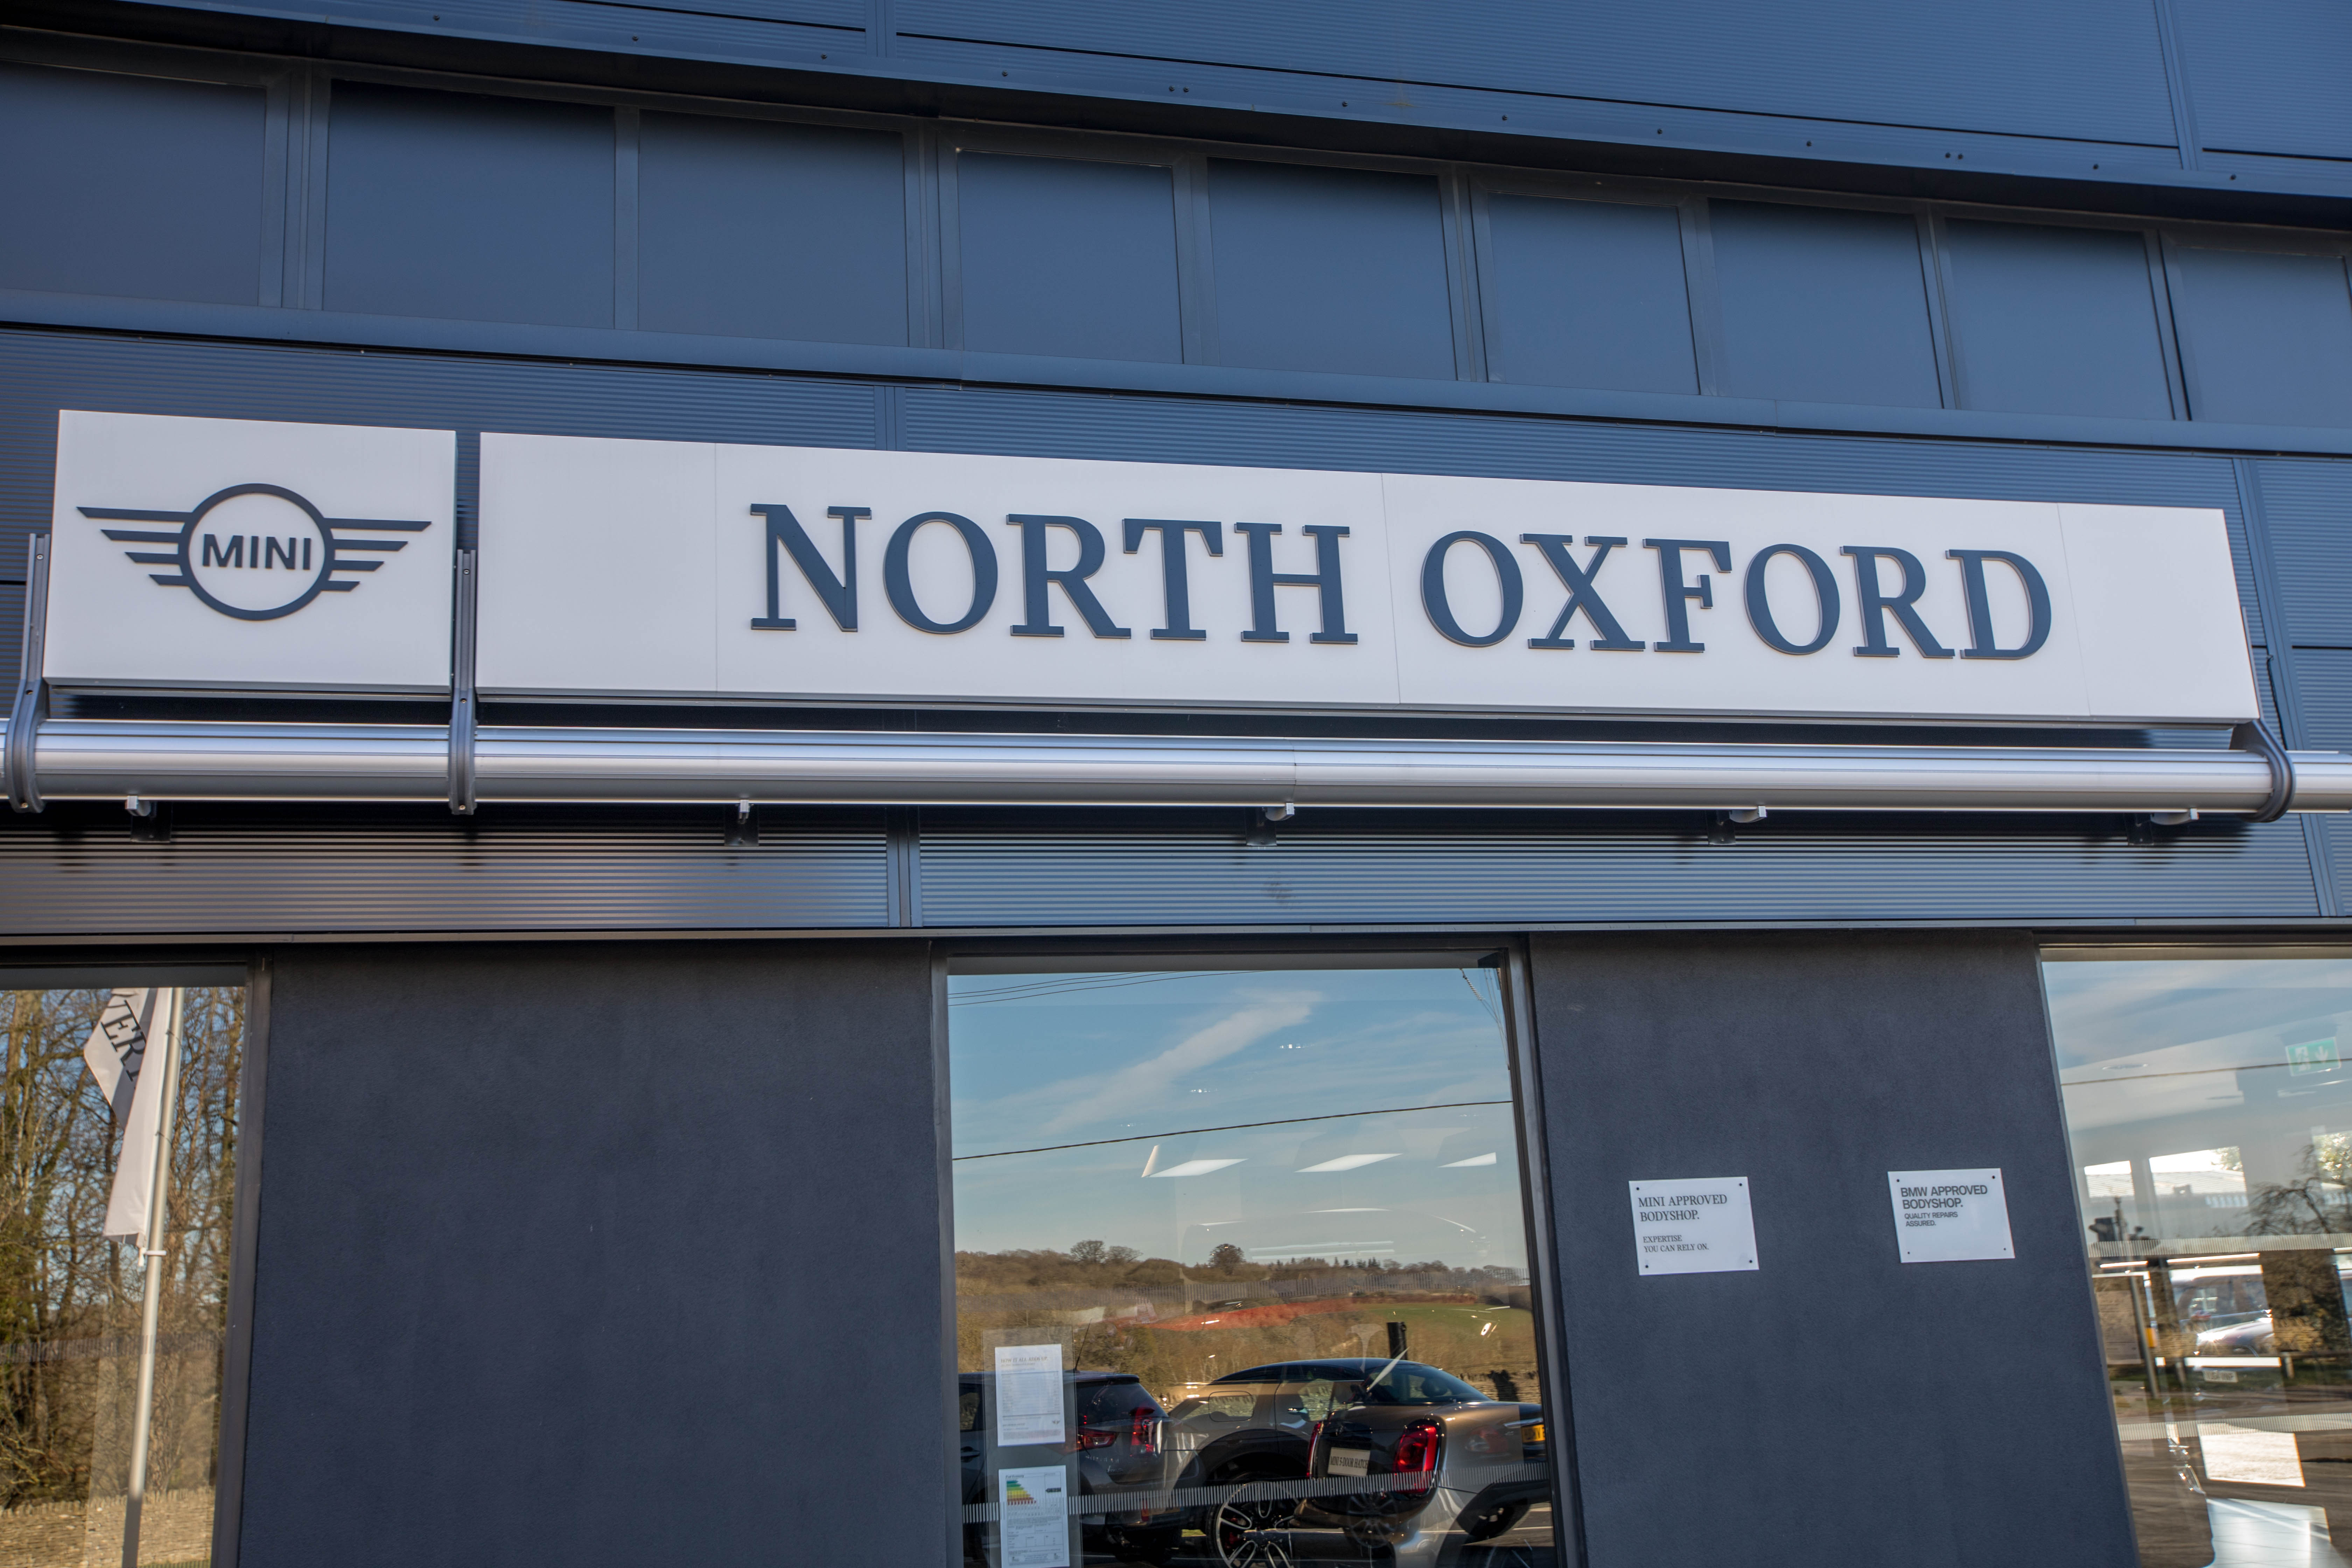 MINI
NORTH OXFORD
MINI APPROVED
BODYSHOP.
EXPERTISE
YOU CAN RELY ON.
BMW APPROVED
BODYSHOP.
QUALITY REPAIRS
ASSURED.